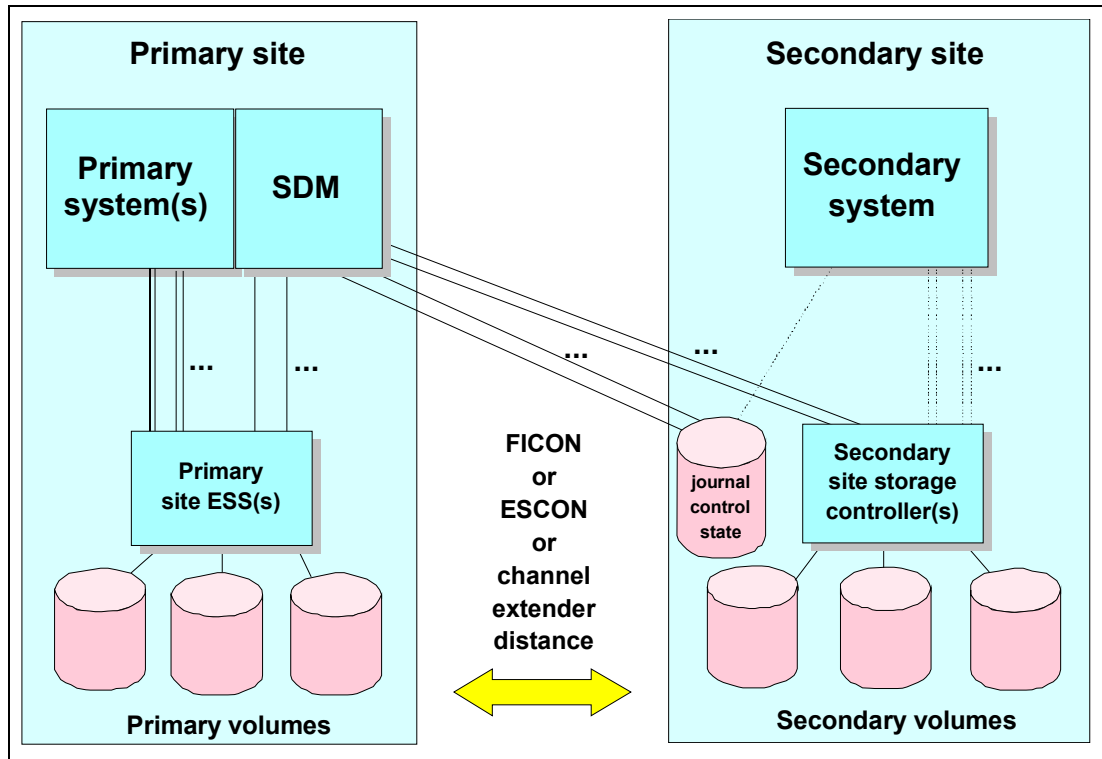 Primary site
Primary
system(s)
SDM
...
...
Primary
site ESS(s)
Primary volumes
...
...
FICON
or
ESCON
or
channel
extender
distance
Secondary site
Secondary
system
...
journal
control
state
Secondary
site storage
controller(s)
Secondary volumes